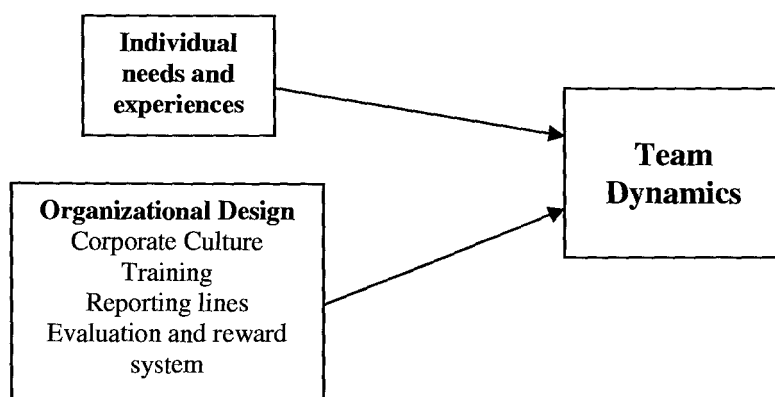 Individual
needs and
experiences
Team
Dynamics
Organizational Design
Corporate Culture
Training
Reporting lines
Evaluation and reward
system